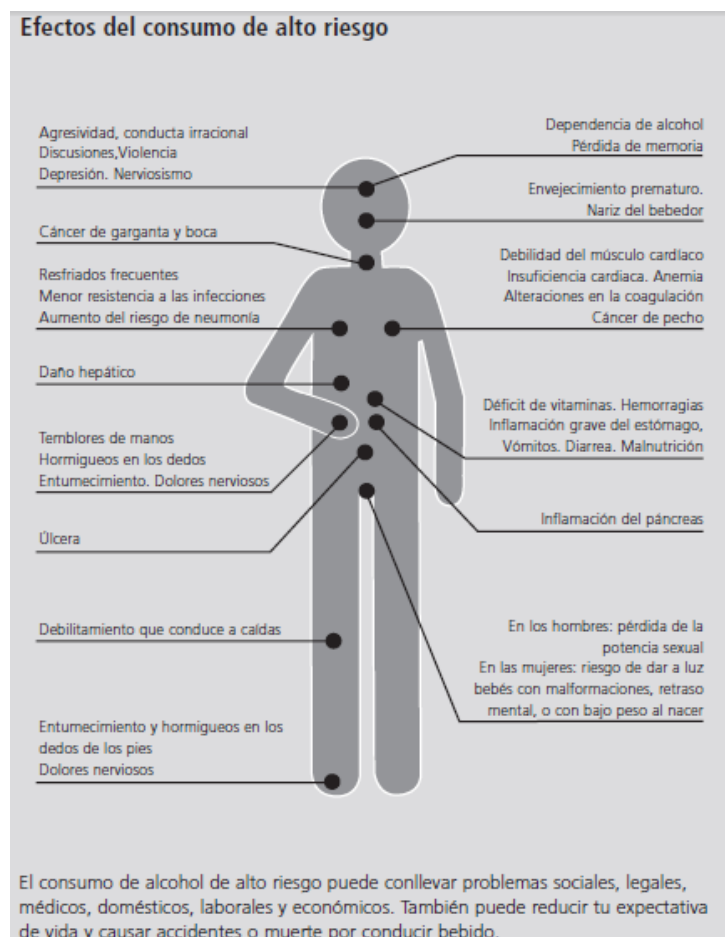 Efectos del consumo de alto riesgo
Agresividad, conducta irracional
Discusiones,Violencia
Depresión. Nerviosismo
Dependencia de alcohol
Pérdida de memoria
Envejecimiento prematuro.
Nariz del bebedor
Cáncer de garganta y boca
Resfriados frecuentes
Menor resistencia a las infecciones
Aumento del riesgo de neumonía
Debilidad del músculo cardíaco
Insuficiencia cardiaca. Anemia
Alteraciones en la coagulación
Cáncer de pecho
Daño hepático
Déficit de vitaminas. Hemorragias
Inflamación grave del estómago,
Vómitos. Diarrea. Malnutrición
Temblores de manos
Hormigueos en los dedos
Entumecimiento. Dolores nerviosos
Inflamación del páncreas
Úlcera
Debilitamiento que conduce a caídas
En los hombres: pérdida de la
potencia sexual
En las mujeres: riesgo de dar a luz
bebés con malformaciones, retraso
mental, o con bajo peso al nacer
Entumecimiento y hormigueos en los
dedos de los pies
Dolores nerviosos
El consumo de alcohol de alto riesgo puede conllevar problemas sociales, legales,
médicos, domésticos, laborales y económicos. También puede reducir tu expectativa
de vida y causar accidentes o muerte por conducir bebido.